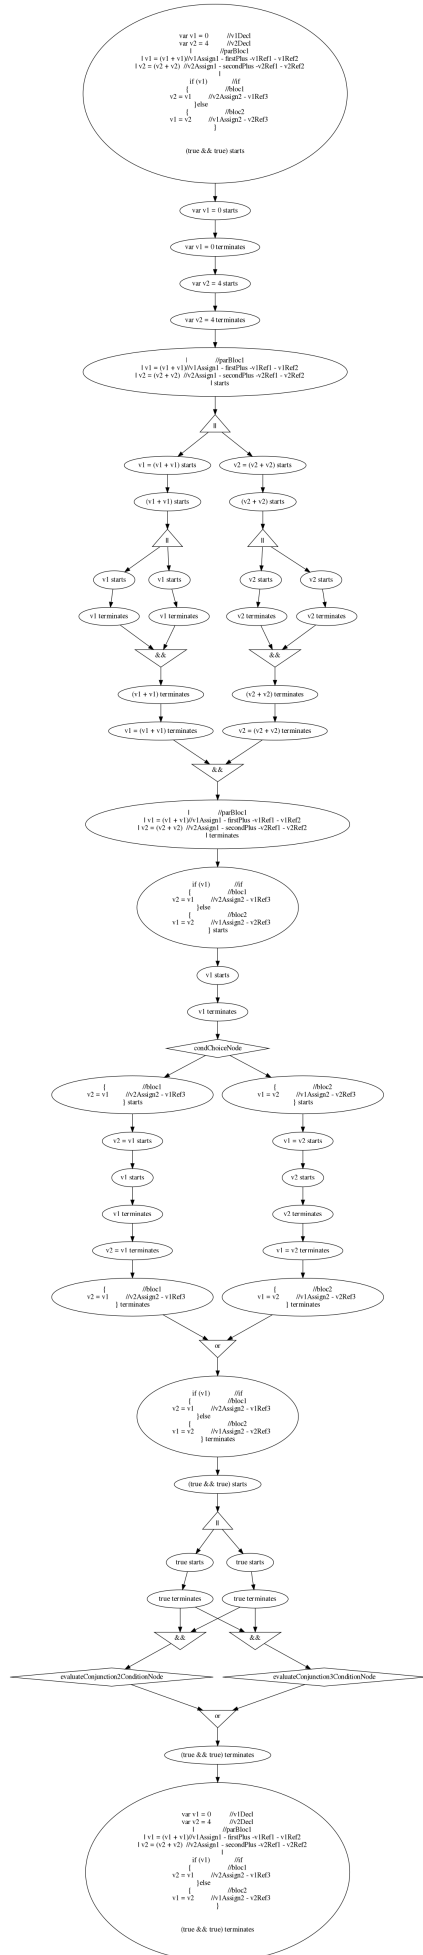 var v1 = 0 //v1Decl
var v2 = 4 //v2Decl
| //parBloc1
| v1 = (v1 + v1)//v1Assign1 - firstPlus -v1Ref1 - v1Ref2
| v2 = (v2 + v2) //v2Assign1 - secondPlus -v2Ref1 - v2Ref2
|
if (v1) //if
{ //bloc1
v2 = v1 //v2Assign2 - v1Ref3
}else
{ //bloc2
v1 = v2 //v1Assign2 - v2Ref3
}
(true && true) starts
var v1 = 0 starts
var v1 = 0 terminates
var v2 = 4 starts
var v2 = 4 terminates
| //parBloc1
| v1 = (v1 + v1)//v1Assign1 - firstPlus -v1Ref1 - v1Ref2
| v2 = (v2 + v2) //v2Assign1 - secondPlus -v2Ref1 - v2Ref2
| starts
||
v1 = (v1 + v1) starts
v2 = (v2 + v2) starts
(v1 + v1) starts
(v2 + v2) starts
||
||
v1 starts
v1 starts
v2 starts
v2 starts
v1 terminates
v1 terminates
v2 terminates
v2 terminates
&&
&&
(v1 + v1) terminates
(v2 + v2) terminates
v1 = (v1 + v1) terminates
v2 = (v2 + v2) terminates
&&
| //parBloc1
| v1 = (v1 + v1)//v1Assign1 - firstPlus -v1Ref1 - v1Ref2
| v2 = (v2 + v2) //v2Assign1 - secondPlus -v2Ref1 - v2Ref2
| terminates
if (v1) //if
{ //bloc1
v2 = v1 //v2Assign2 - v1Ref3
}else
{ //bloc2
v1 = v2 //v1Assign2 - v2Ref3
} starts
v1 starts
v1 terminates
condChoiceNode
{ //bloc1
v2 = v1 //v2Assign2 - v1Ref3
} starts
{ //bloc2
v1 = v2 //v1Assign2 - v2Ref3
} starts
v2 = v1 starts
v1 = v2 starts
v1 starts
v2 starts
v1 terminates
v2 terminates
v2 = v1 terminates
v1 = v2 terminates
{ //bloc1
v2 = v1 //v2Assign2 - v1Ref3
} terminates
{ //bloc2
v1 = v2 //v1Assign2 - v2Ref3
} terminates
or
if (v1) //if
{ //bloc1
v2 = v1 //v2Assign2 - v1Ref3
}else
{ //bloc2
v1 = v2 //v1Assign2 - v2Ref3
} terminates
(true && true) starts
||
true starts
true starts
true terminates
true terminates
&&
&&
evaluateConjunction2ConditionNode
evaluateConjunction3ConditionNode
or
(true && true) terminates
var v1 = 0 //v1Decl
var v2 = 4 //v2Decl
| //parBloc1
| v1 = (v1 + v1)//v1Assign1 - firstPlus -v1Ref1 - v1Ref2
| v2 = (v2 + v2) //v2Assign1 - secondPlus -v2Ref1 - v2Ref2
|
if (v1) //if
{ //bloc1
v2 = v1 //v2Assign2 - v1Ref3
}else
{ //bloc2
v1 = v2 //v1Assign2 - v2Ref3
}
(true && true) terminates